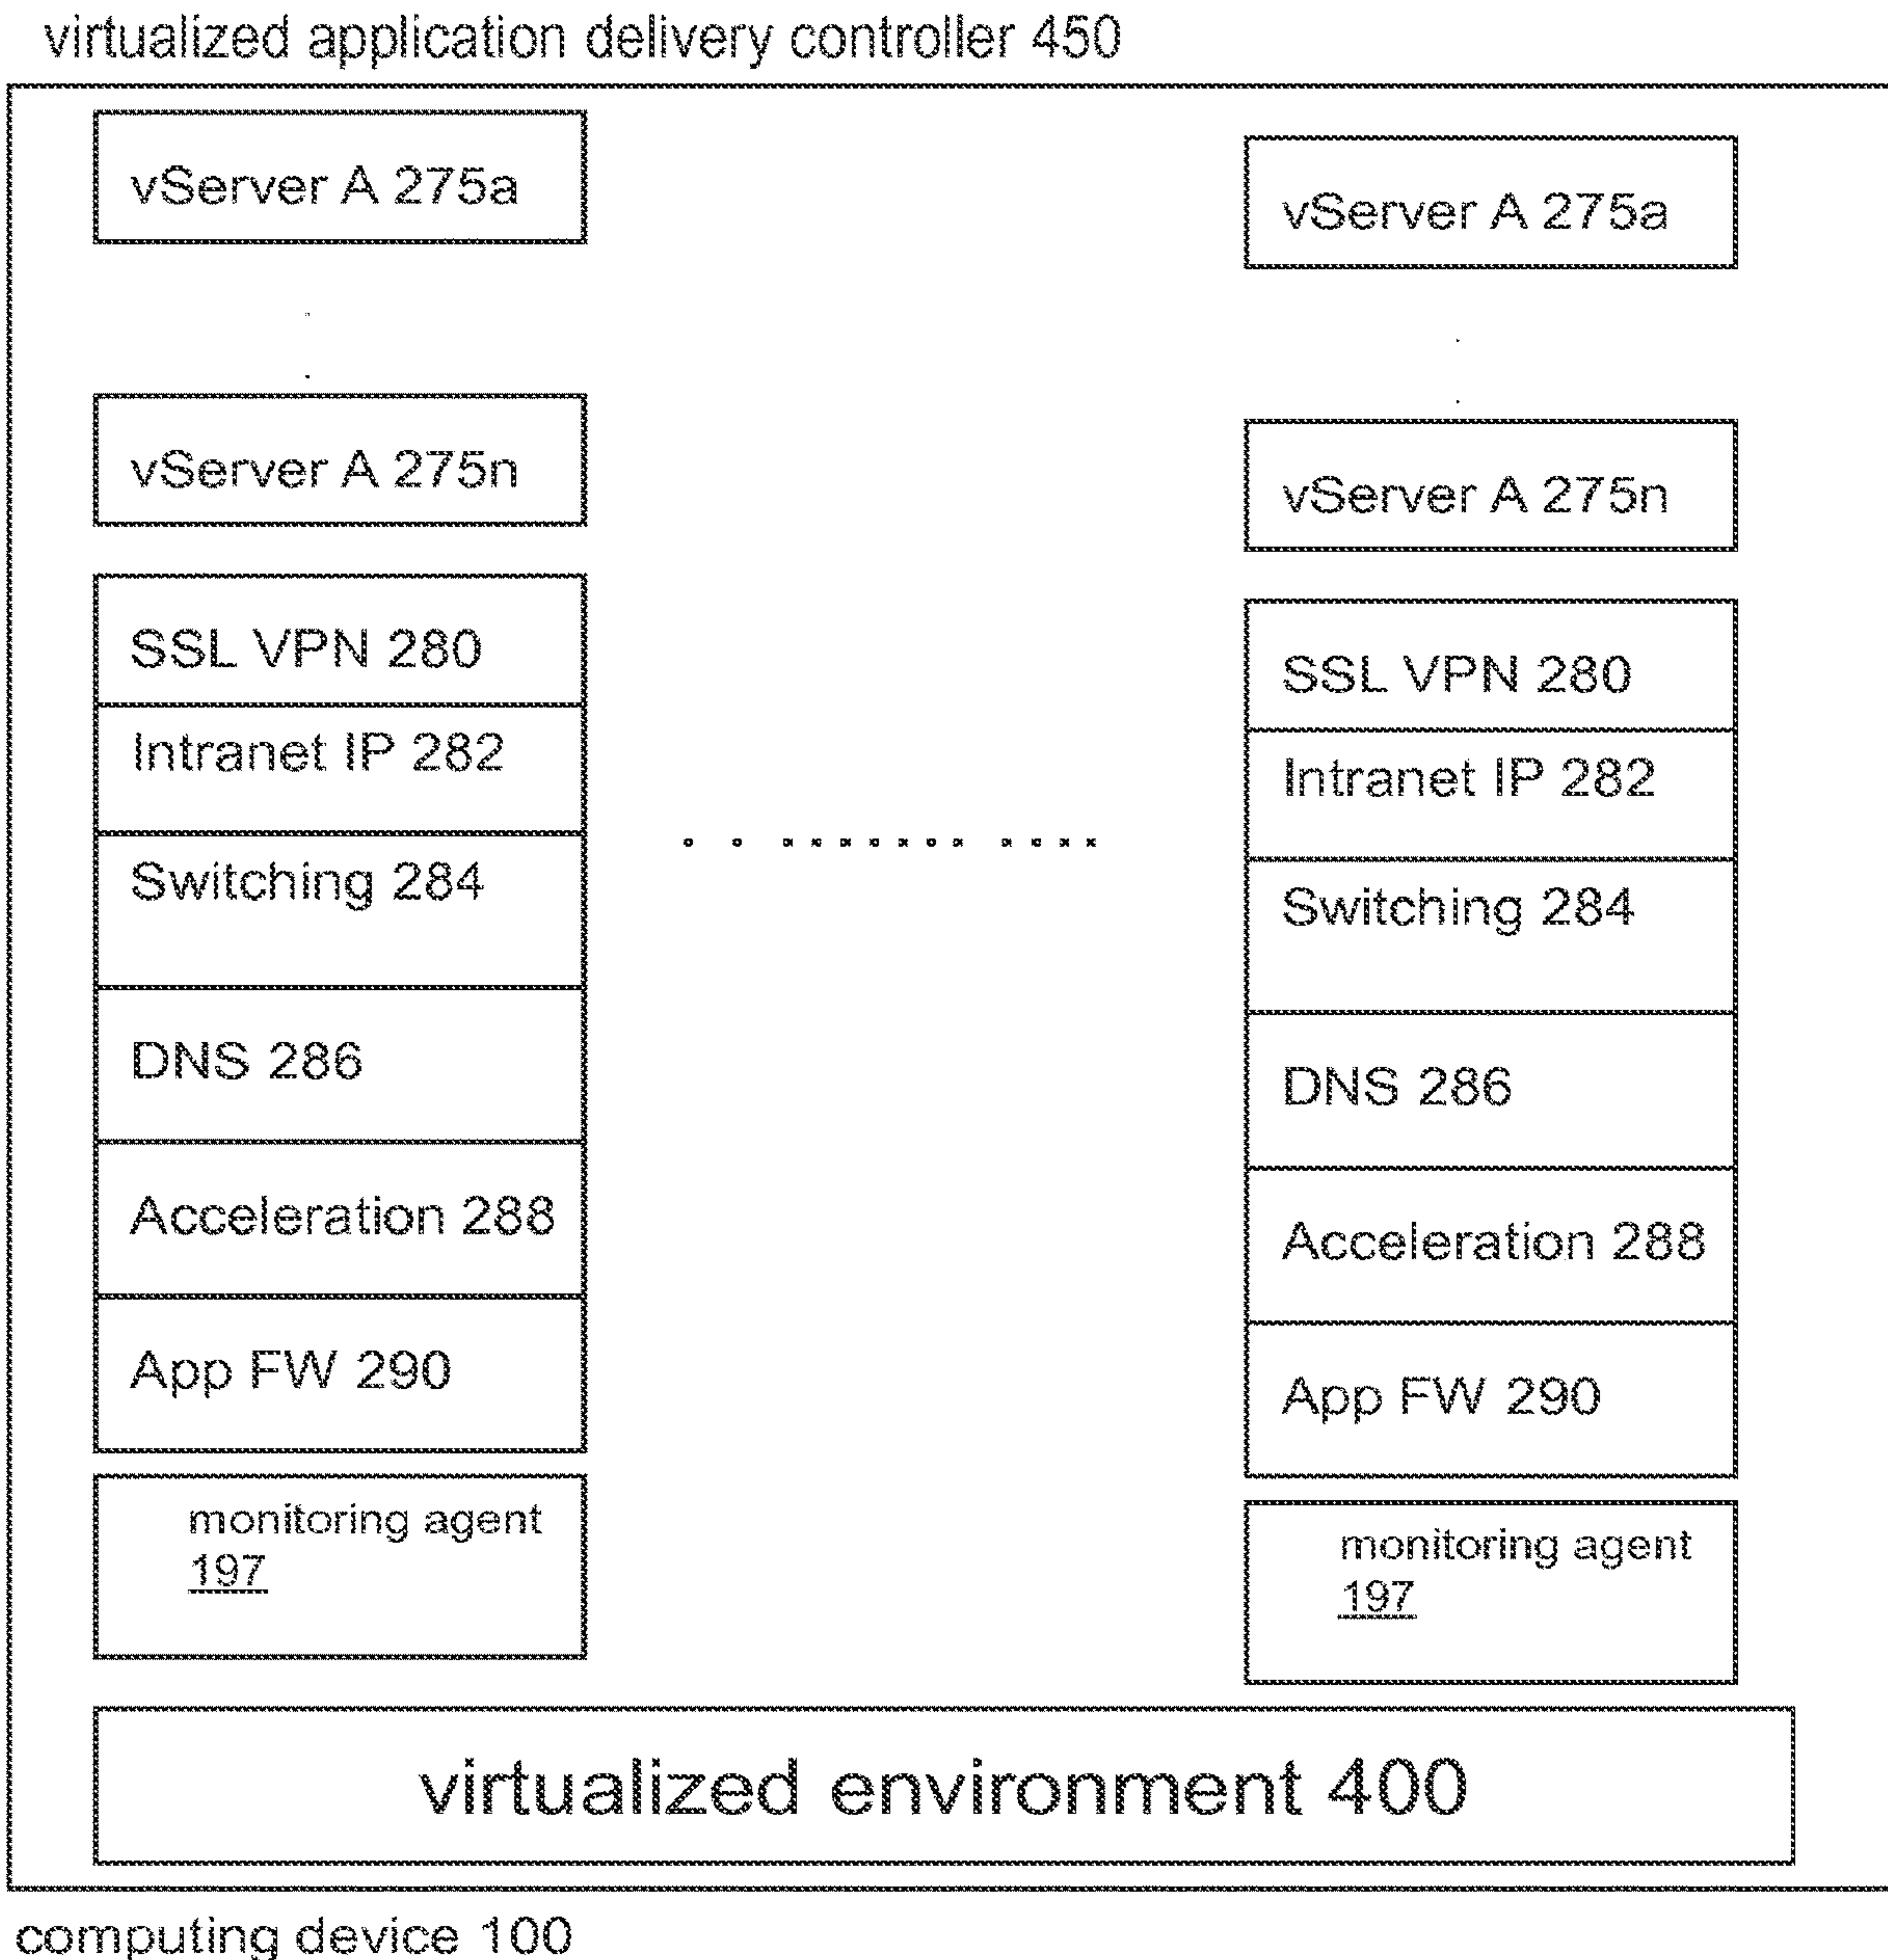 virtualized application delivery controller 450
vServer A 275a
vServer A 275n
SSL VPN 280
Intranet IP 282
Switching 284
DNS 286
Acceleration 288
App FW 290
monitoring agent
197
vServer A 275a
vServer A 275n
SSL VPN 280
Intranet IP 282
Switching 284
DNS 286
Acceleration 288
App FW 290
monitoring agent
197
virtualized environment 400
computing device 100